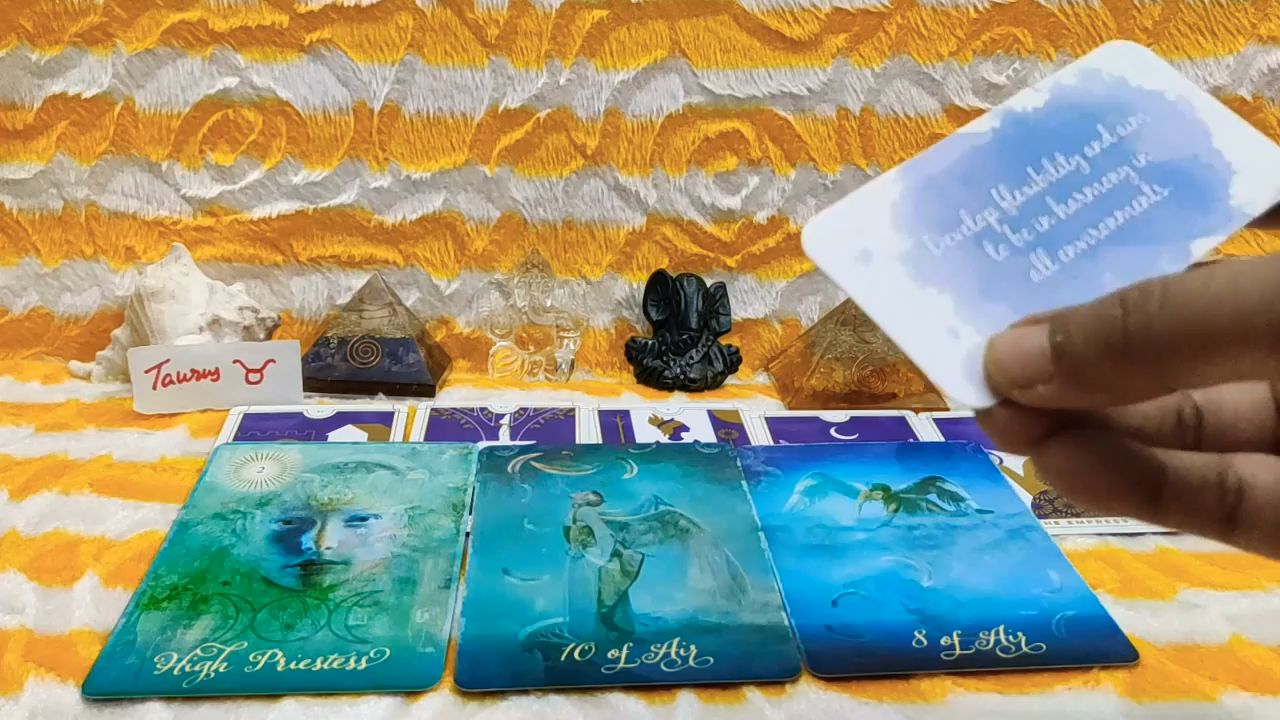 Develop flexibility and aim
to be in harmony in
all environments
Taurus ♉
2
High Priestess
10 of Air
8 of Air
THE EMPRESS